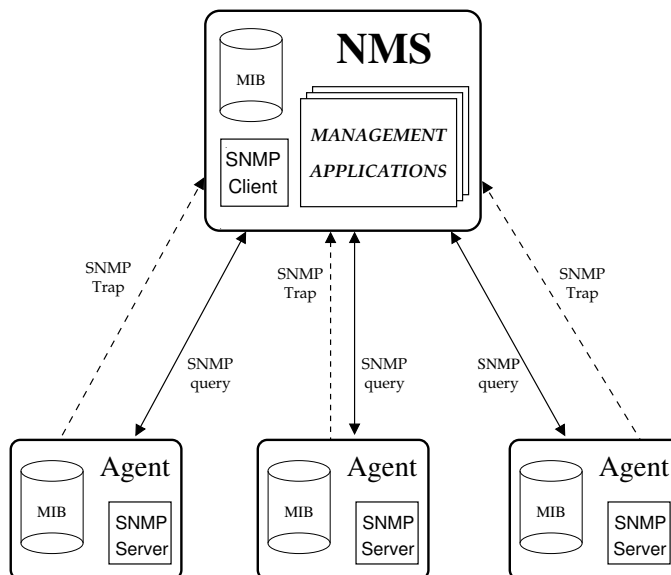 NMS
MIB
MANAGEMENT
APPLICATIONS
SNMP
Client
SNMP
Trap
SNMP
Trap
SNMP
Trap
SNMP
query
SNMP
query
SNMP
query
Agent
MIB
SNMP
Server
Agent
MIB
SNMP
Server
Agent
MIB
SNMP
Server